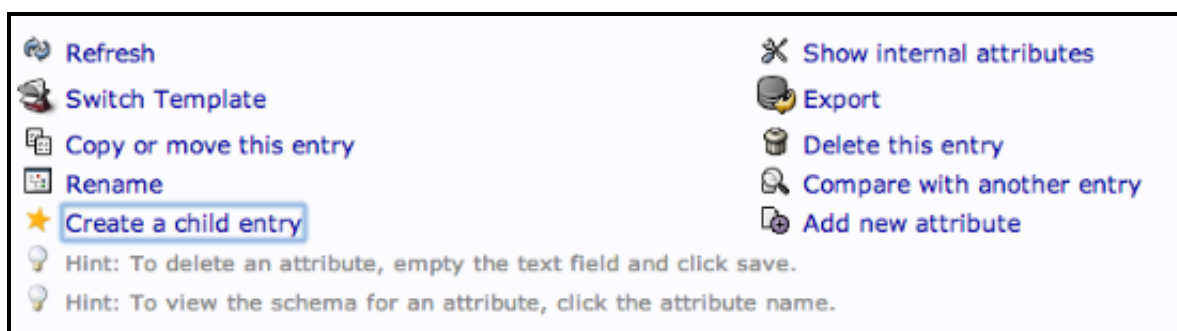 Refresh
Show internal attributes
Switch Template
Export
Copy or move this entry
Delete this entry
Rename
Compare with another entry
Create a child entry
Add new attribute
Hint: To delete an attribute, empty the text field and click save.
Hint: To view the schema for an attribute, click the attribute name.